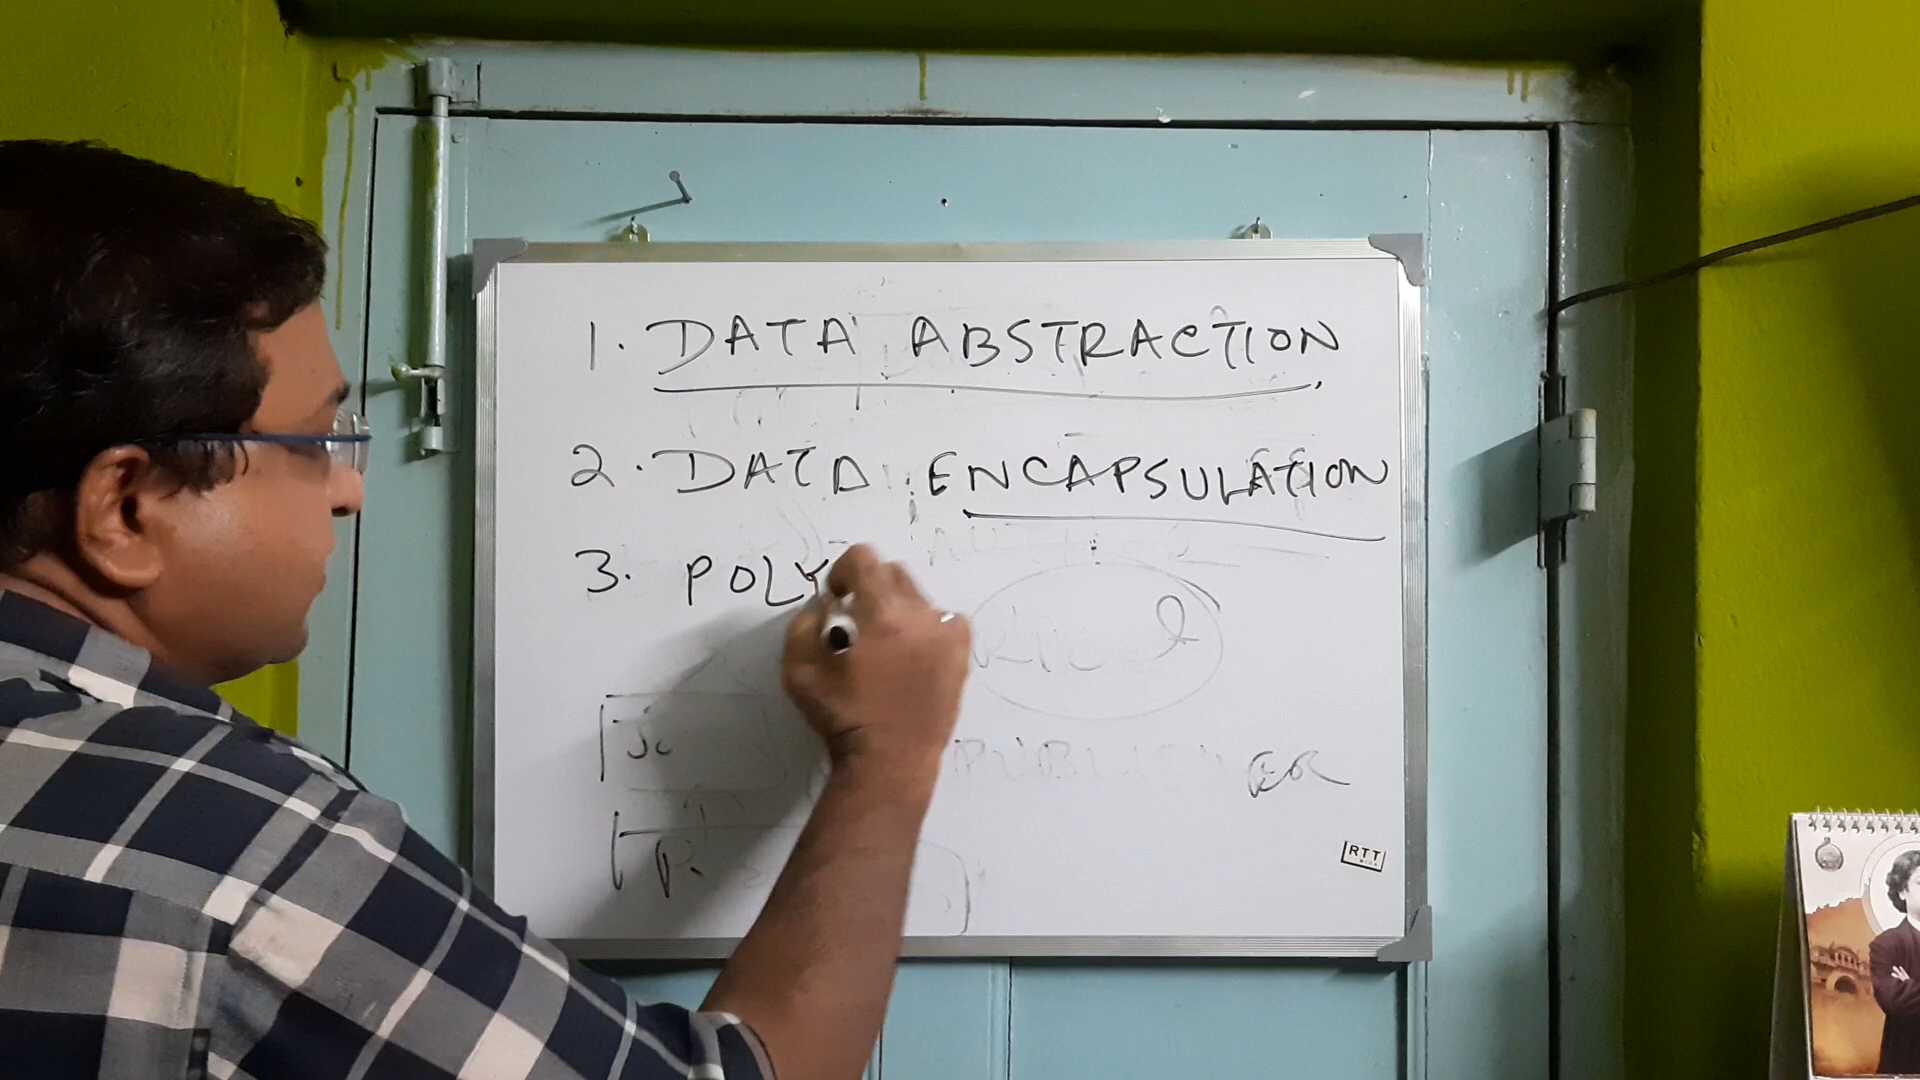 1. DATA ABSTRACTION
2. DATA ENCAPSULATION
3. POLY
RTT